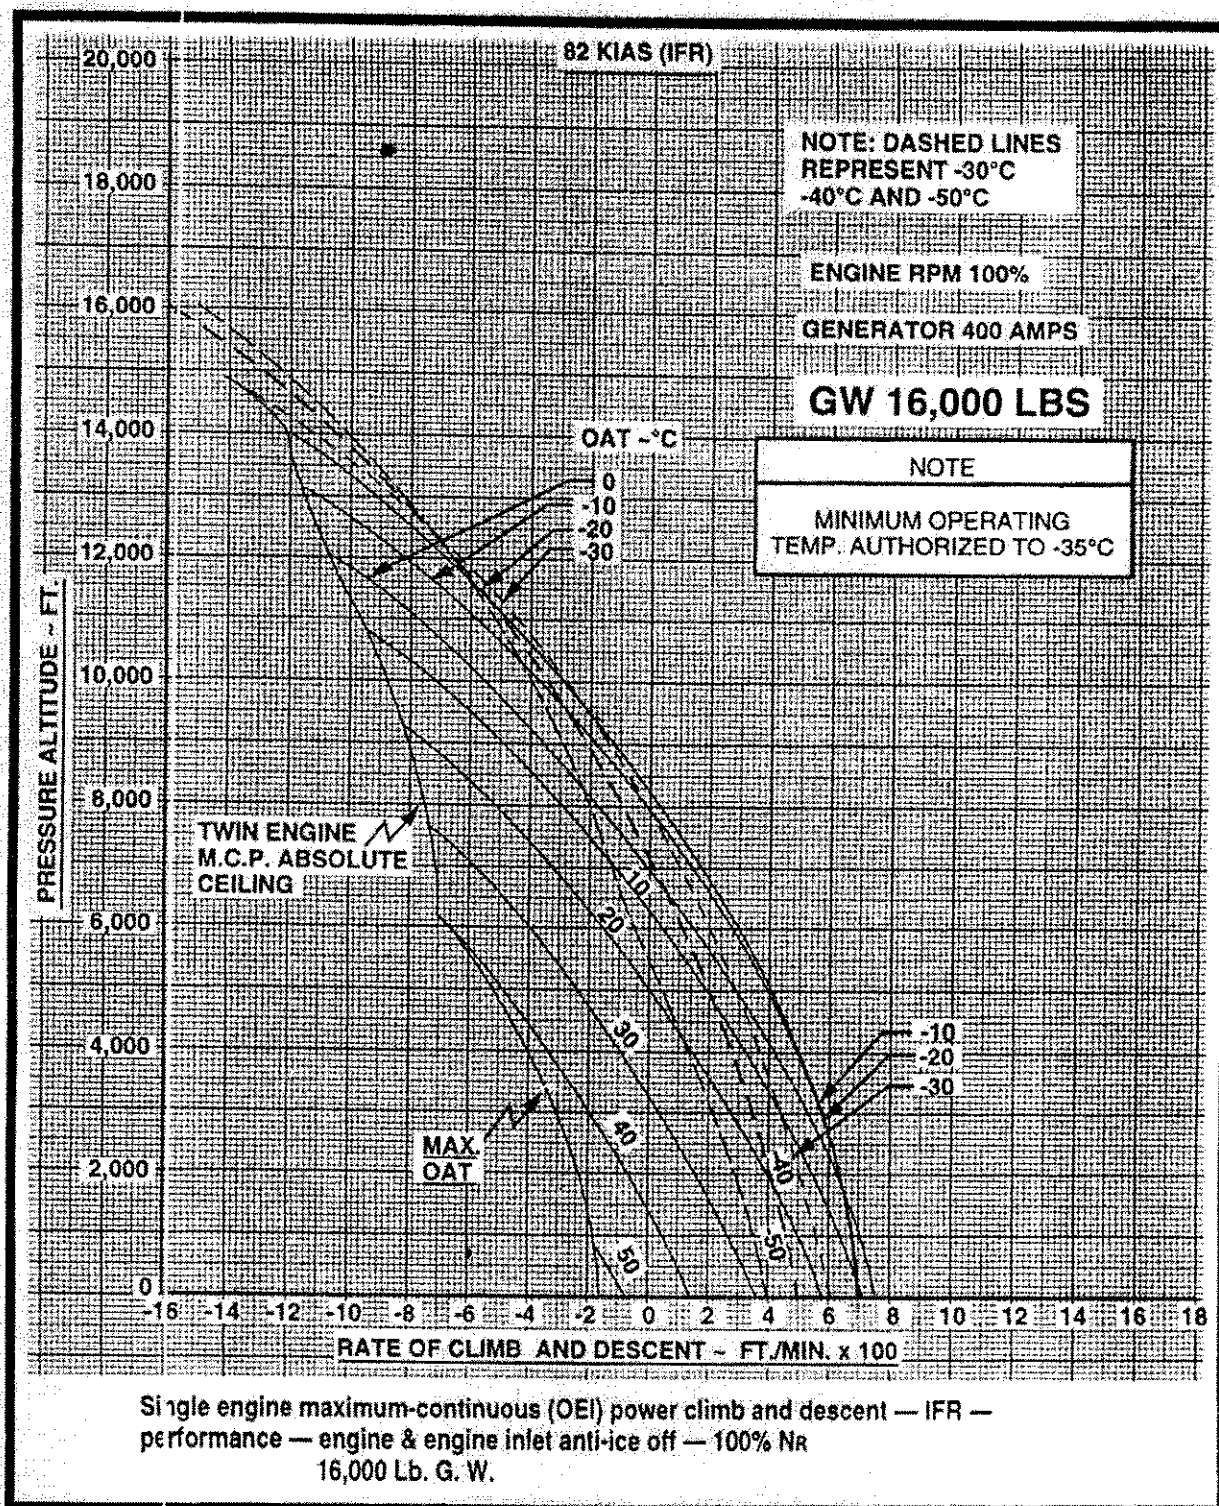 82 KIAS (IFR)
20,000
18,000
16,000
14,000
12,000
10,000
8,000
6,000
4,000
2,000
0
PRESSURE ALTITUDE ~ FT.
NOTE: DASHED LINES
REPRESENT -30°C
-40°C AND -50°C
ENGINE RPM 100%
GENERATOR 400 AMPS
GW 16,000 LBS
NOTE
MINIMUM OPERATING
TEMP. AUTHORIZED TO -35°C
OAT ~°C
0
-10
-20
-30
TWIN ENGINE
M.C.P. ABSOLUTE
CEILING
10
20
30
40
50
MAX.
OAT
-10
-20
-30
-40
-50
-16 -14 -12 -10 -8 -6 -4 -2 0 2 4 6 8 10 12 14 16 18
RATE OF CLIMB AND DESCENT ~ FT./MIN. x 100
Single engine maximum-continuous (OEI) power climb and descent — IFR —
performance — engine & engine inlet anti-ice off — 100% NR
16,000 Lb. G. W.